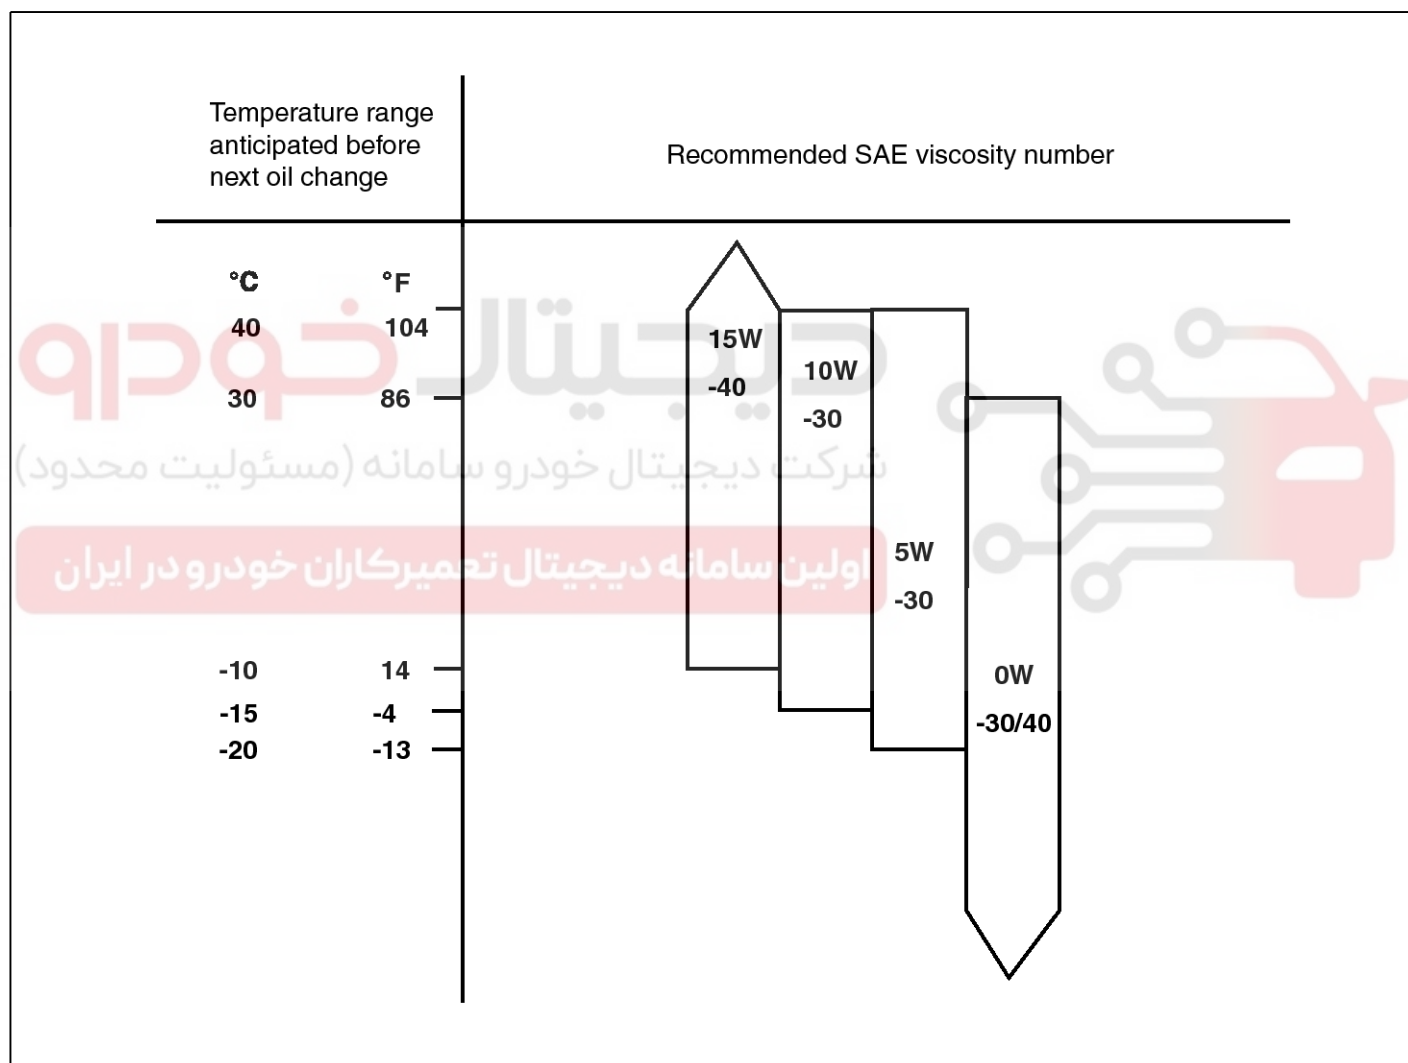 Temperature range
anticipated before
next oil change
Recommended SAE viscosity number
°C °F
40 104
30 86
-10 14
-15 -4
-20 -13
15W
-40
10W
-30
5W
-30
0W
-30/40
دیجیتال خودرو
شرکت دیجیتال خودرو سامانه (مسئولیت محدود)
اولین سامانه دیجیتال تعمیرکاران خودرو در ایران